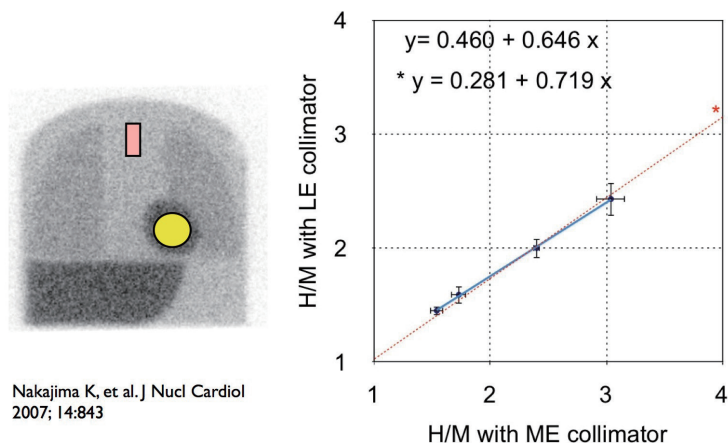 y= 0.460 + 0.646 x
* y = 0.281 + 0.719 x
*
4
3
2
1
H/M with LE collimator
1 2 3 4
H/M with ME collimator
Nakajima K, et al. J Nucl Cardiol
2007; 14:843